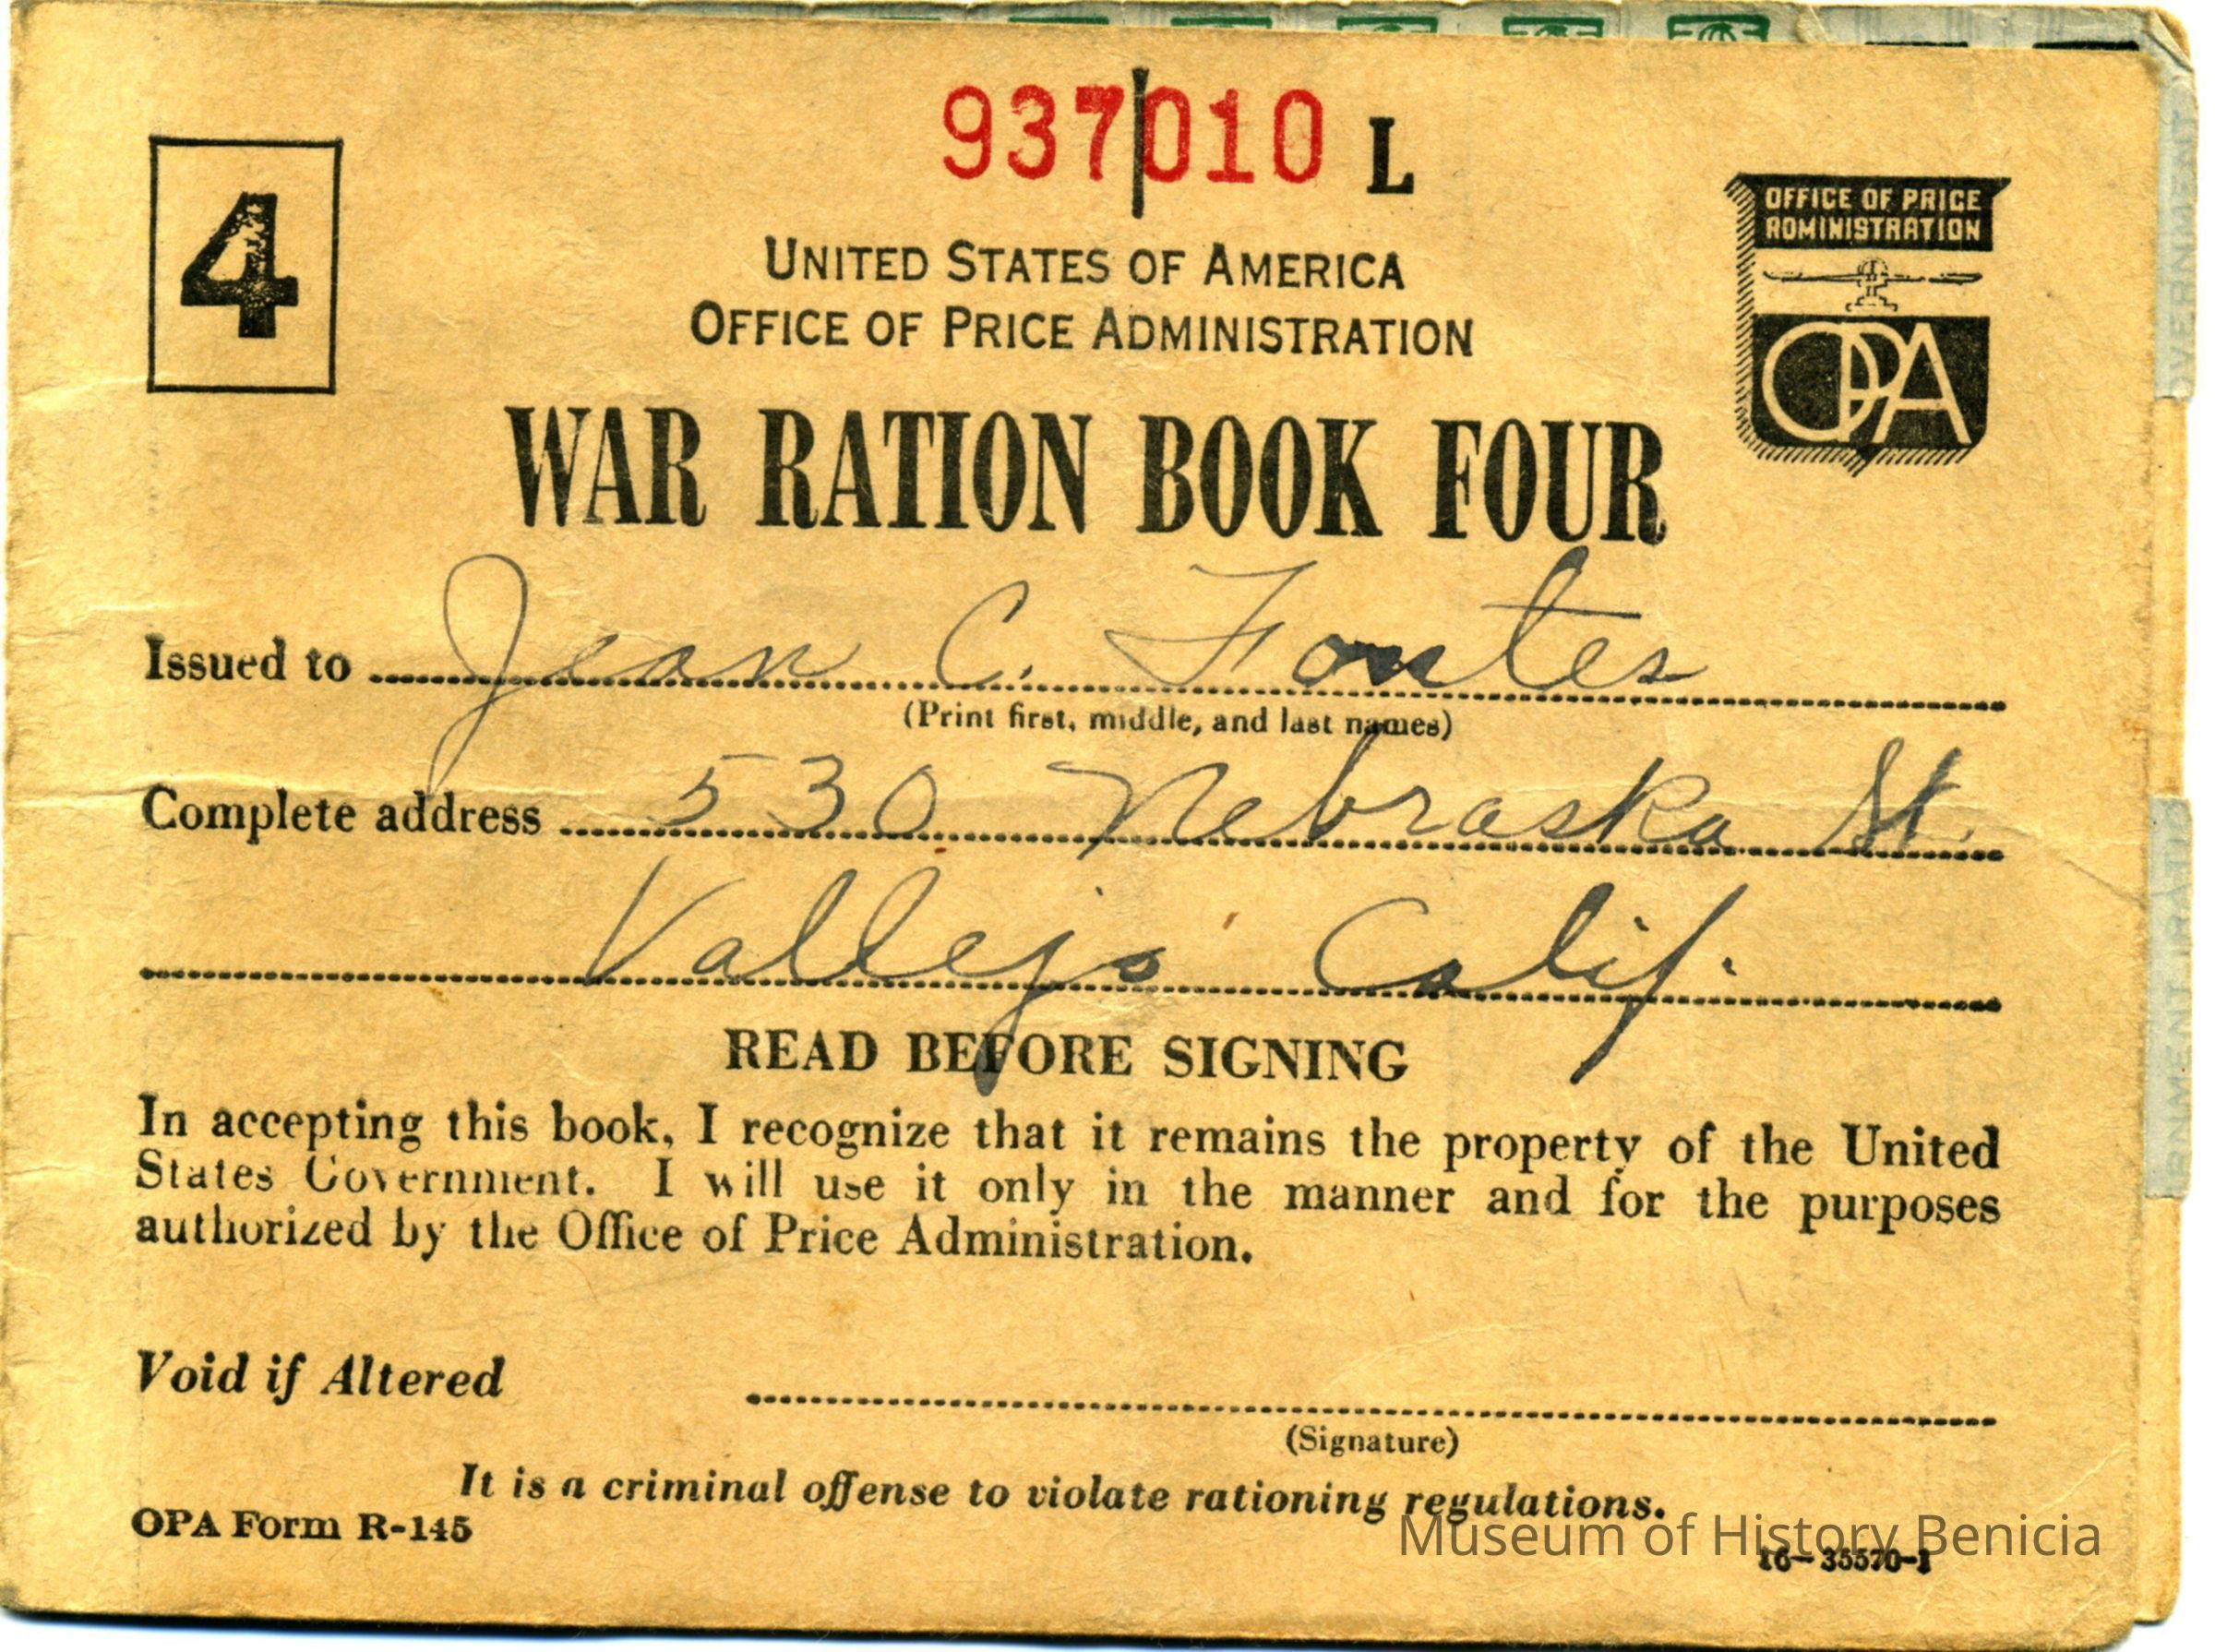 937010 L
4
OFFICE OF PRICE
ADMINISTRATION
OPA
UNITED STATES OF AMERICA
OFFICE OF PRICE ADMINISTRATION
WAR RATION BOOK FOUR
Issued to Jean C. Fontes
(Print first, middle, and last names)
Complete address 530 Nebraska St.
Vallejo Calif.
READ BEFORE SIGNING
In accepting this book, I recognize that it remains the property of the United
States Government. I will use it only in the manner and for the purposes
authorized by the Office of Price Administration.
Void if Altered
(Signature)
It is a criminal offense to violate rationing regulations.
OPA Form R-145
Museum of History Benicia
16-35570-1